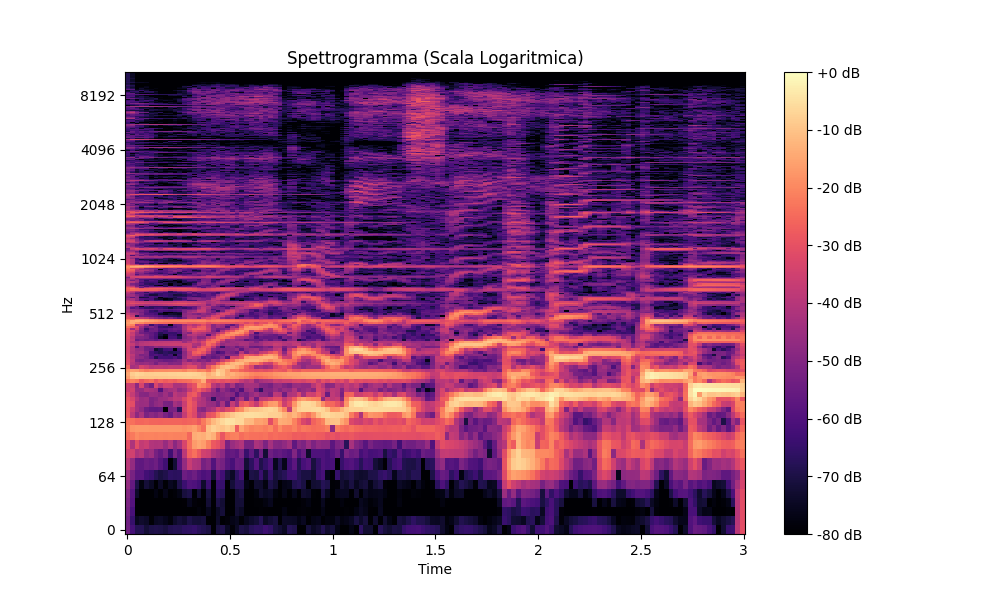 Spettrogramma (Scala Logaritmica)
Hz
8192
4096
2048
1024
512
256
128
64
0
0 0.5 1 1.5 2 2.5 3
Time
+0 dB
-10 dB
-20 dB
-30 dB
-40 dB
-50 dB
-60 dB
-70 dB
-80 dB